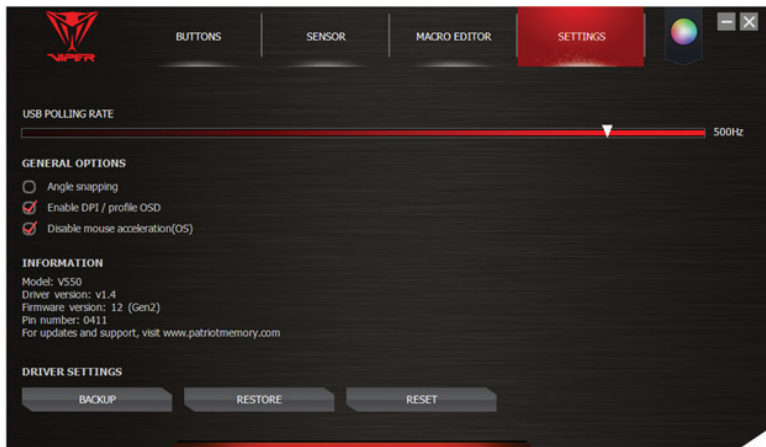 BUTTONS SENSOR MACRO EDITOR SETTINGS
VIPER
USB POLLING RATE
500Hz
GENERAL OPTIONS
Angle snapping
Enable DPI / profile OSD
Disable mouse acceleration(OS)
INFORMATION
Model: V550
Driver version: v1.4
Firmware version: 12 (Gen2)
Pin number: 0411
For updates and support, visit www.patriotmemory.com
DRIVER SETTINGS
BACKUP RESTORE RESET